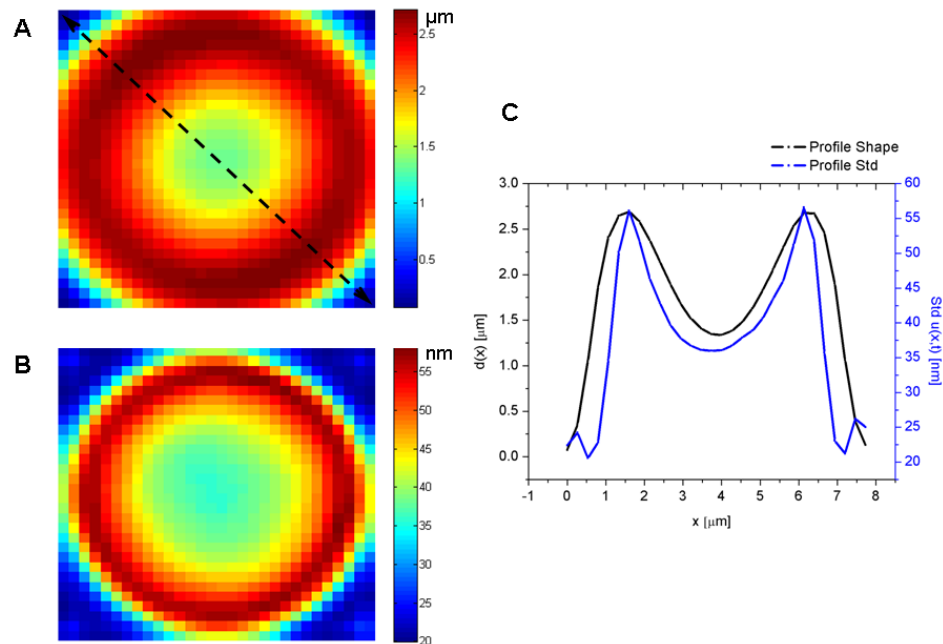 A
μm
2.5
2
1.5
1
0.5
B
nm
55
50
45
40
35
30
25
20
C
Profile Shape
Profile Std
3.0
2.5
2.0
1.5
1.0
0.5
0.0
d(x) [μm]
60
55
50
45
40
35
30
25
20
Std u(x,t) [nm]
-1 0 1 2 3 4 5 6 7 8
x [μm]